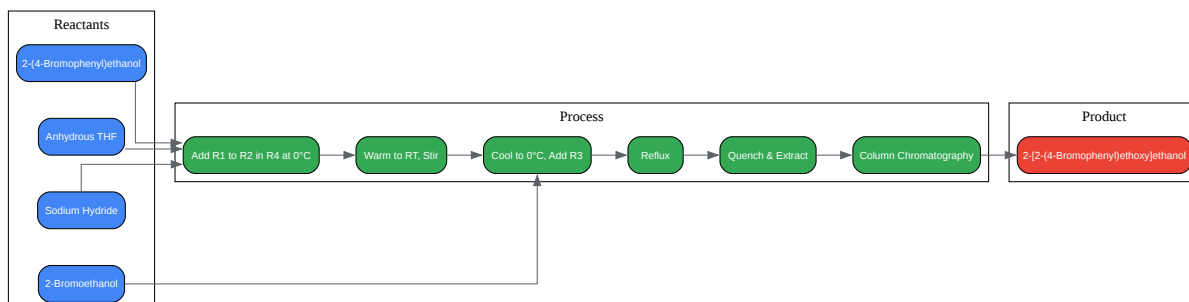 Reactants
2-(4-Bromophenyl)ethanol
Anhydrous THF
Sodium Hydride
2-Bromoethanol
Process
Add R1 to R2 in R4 at 0°C
Warm to RT, Stir
Cool to 0°C, Add R3
Reflux
Quench & Extract
Column Chromatography
Product
2-[2-(4-Bromophenyl)ethoxy]ethanol